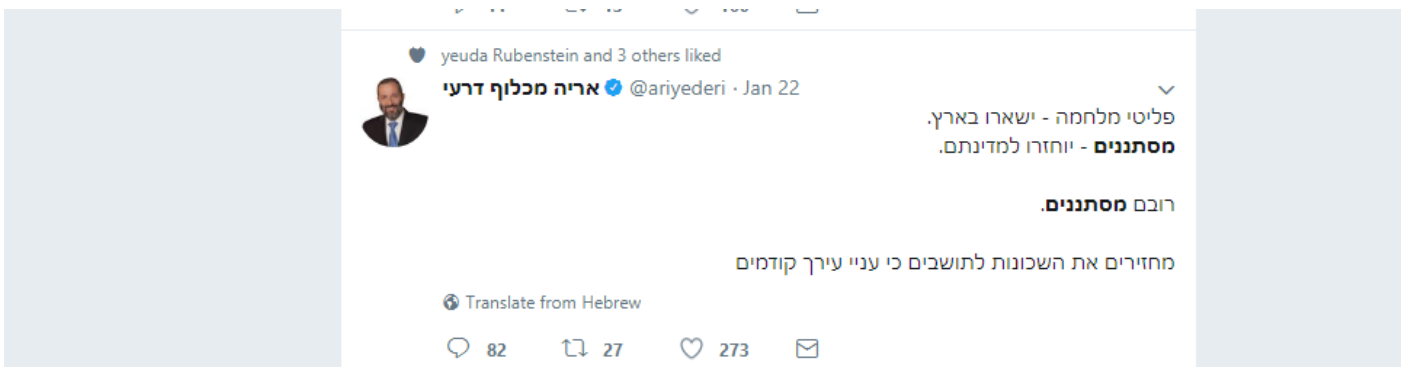 yeuda Rubenstein and 3 others liked
אריה מכלוף דרעי @ariyederi · Jan 22
פליטי מלחמה - ישארו בארץ.
מסתננים - יוחזרו למדינתם.
רובם מסתננים.
מחזירים את השכונות לתושבים כי עניי עירך קודמים
Translate from Hebrew
82 27 273